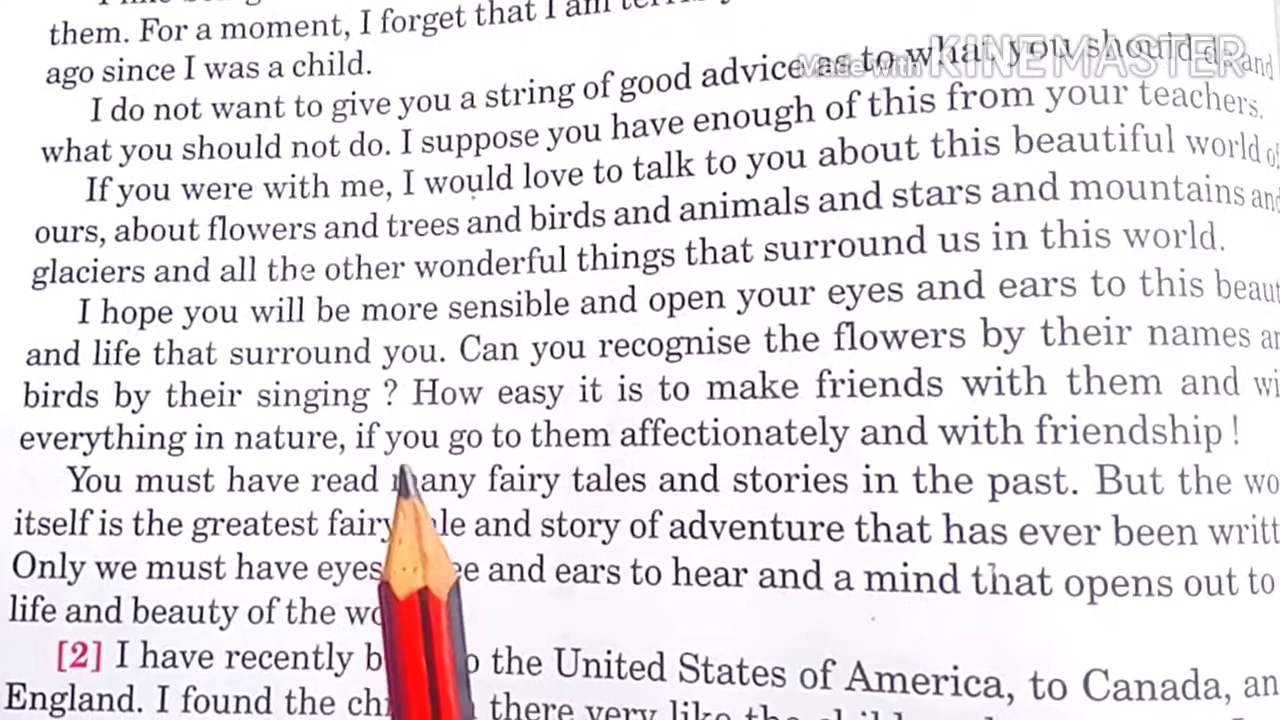 them. For a moment, I forget that I am
Made with KINEMASTER
ago since I was a child.
I do not want to give you a string of good advice as to what you should do and
what you should not do. I suppose you have enough of this from your teachers.
If you were with me, I would love to talk to you about this beautiful world of
ours, about flowers and trees and birds and animals and stars and mountains and
glaciers and all the other wonderful things that surround us in this world.
I hope you will be more sensible and open your eyes and ears to this beaut
and life that surround you. Can you recognise the flowers by their names an
birds by their singing ? How easy it is to make friends with them and wi
everything in nature, if you go to them affectionately and with friendship !
You must have read many fairy tales and stories in the past. But the wo
itself is the greatest fairy le and story of adventure that has ever been writt
Only we must have eyes ee and ears to hear and a mind that opens out to
life and beauty of the wo
[2] I have recently b o the United States of America, to Canada, an
England. I found the chi there very like the